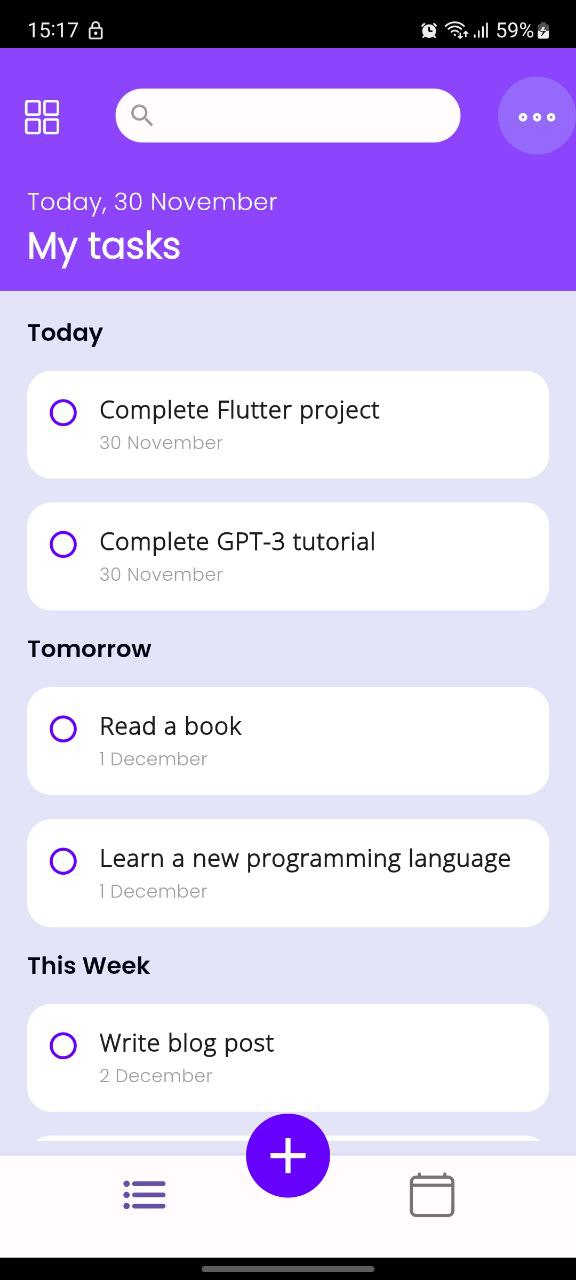 15:17
59%
Today, 30 November
My tasks
Today
Complete Flutter project
30 November
Complete GPT-3 tutorial
30 November
Tomorrow
Read a book
1 December
Learn a new programming language
1 December
This Week
Write blog post
2 December